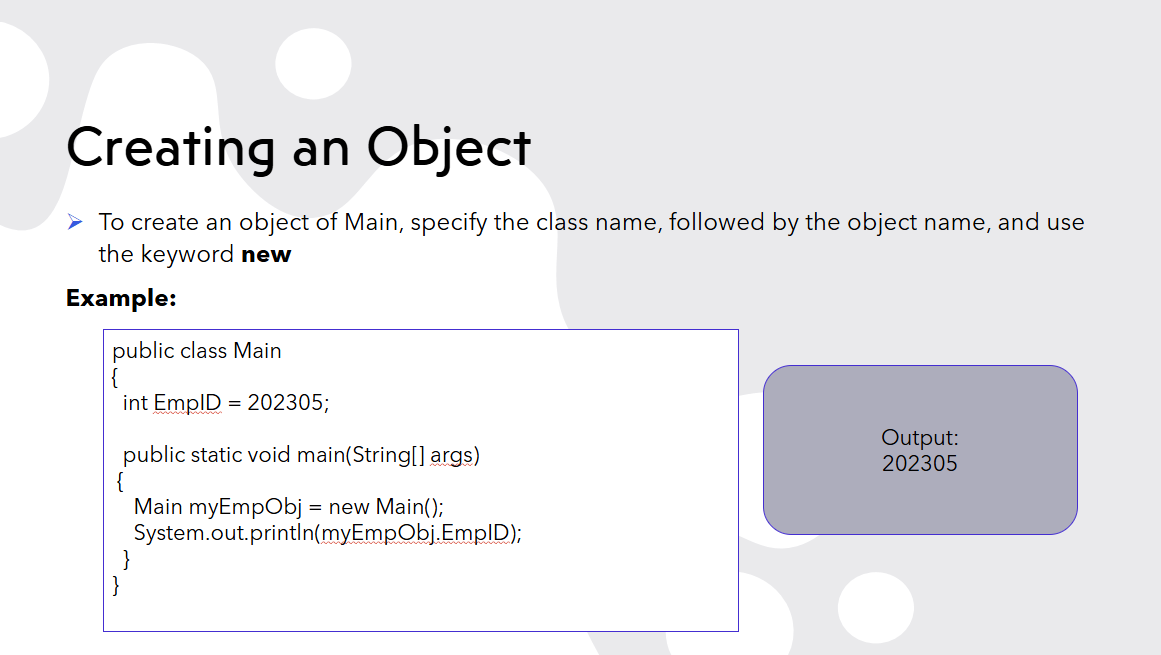 Creating an Object
➢ To create an object of Main, specify the class name, followed by the object name, and use
the keyword new
Example:
public class Main
{
int EmpID = 202305;
public static void main(String[] args)
{
Main myEmpObj = new Main();
System.out.println(myEmpObj.EmpID);
}
}
Output:
202305